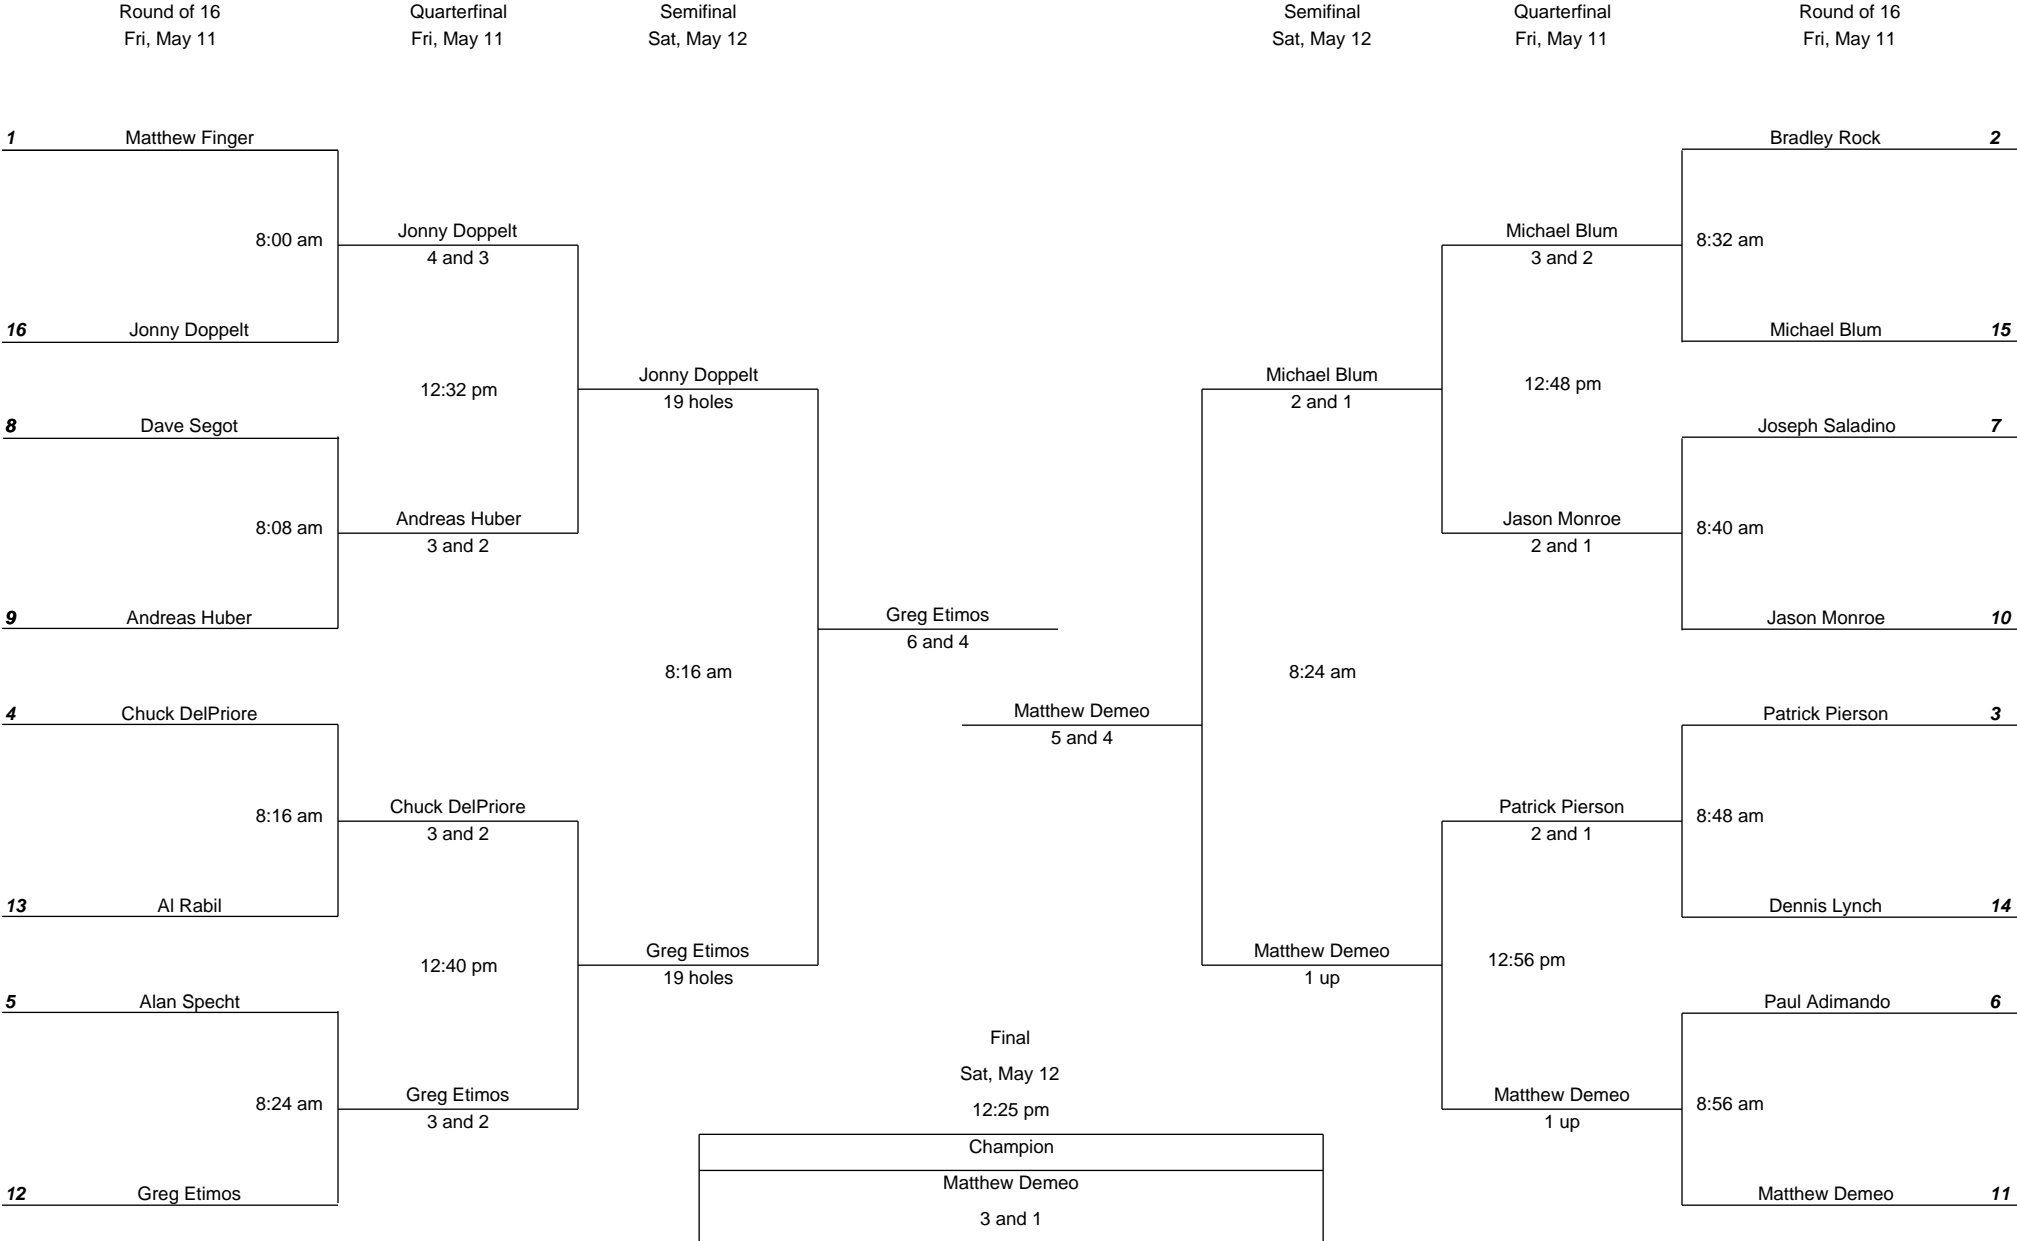 Round of 16
Fri, May 11
Quarterfinal
Fri, May 11
Semifinal
Sat, May 12
Semifinal
Sat, May 12
Quarterfinal
Fri, May 11
Round of 16
Fri, May 11
1 Matthew Finger
8:00 am
16 Jonny Doppelt
8 Dave Segot
8:08 am
9 Andreas Huber
4 Chuck DelPriore
8:16 am
13 Al Rabil
5 Alan Specht
8:24 am
12 Greg Etimos
Jonny Doppelt
4 and 3
12:32 pm
Andreas Huber
3 and 2
Chuck DelPriore
3 and 2
12:40 pm
Greg Etimos
3 and 2
Jonny Doppelt
19 holes
8:16 am
Greg Etimos
19 holes
Greg Etimos
6 and 4
Matthew Demeo
5 and 4
Final
Sat, May 12
12:25 pm
Champion
Matthew Demeo
3 and 1
Michael Blum
2 and 1
8:24 am
Matthew Demeo
1 up
Michael Blum
3 and 2
12:48 pm
Jason Monroe
2 and 1
Patrick Pierson
2 and 1
12:56 pm
Matthew Demeo
1 up
Bradley Rock 2
8:32 am
Michael Blum 15
Joseph Saladino 7
8:40 am
Jason Monroe 10
Patrick Pierson 3
8:48 am
Dennis Lynch 14
Paul Adimando 6
8:56 am
Matthew Demeo 11